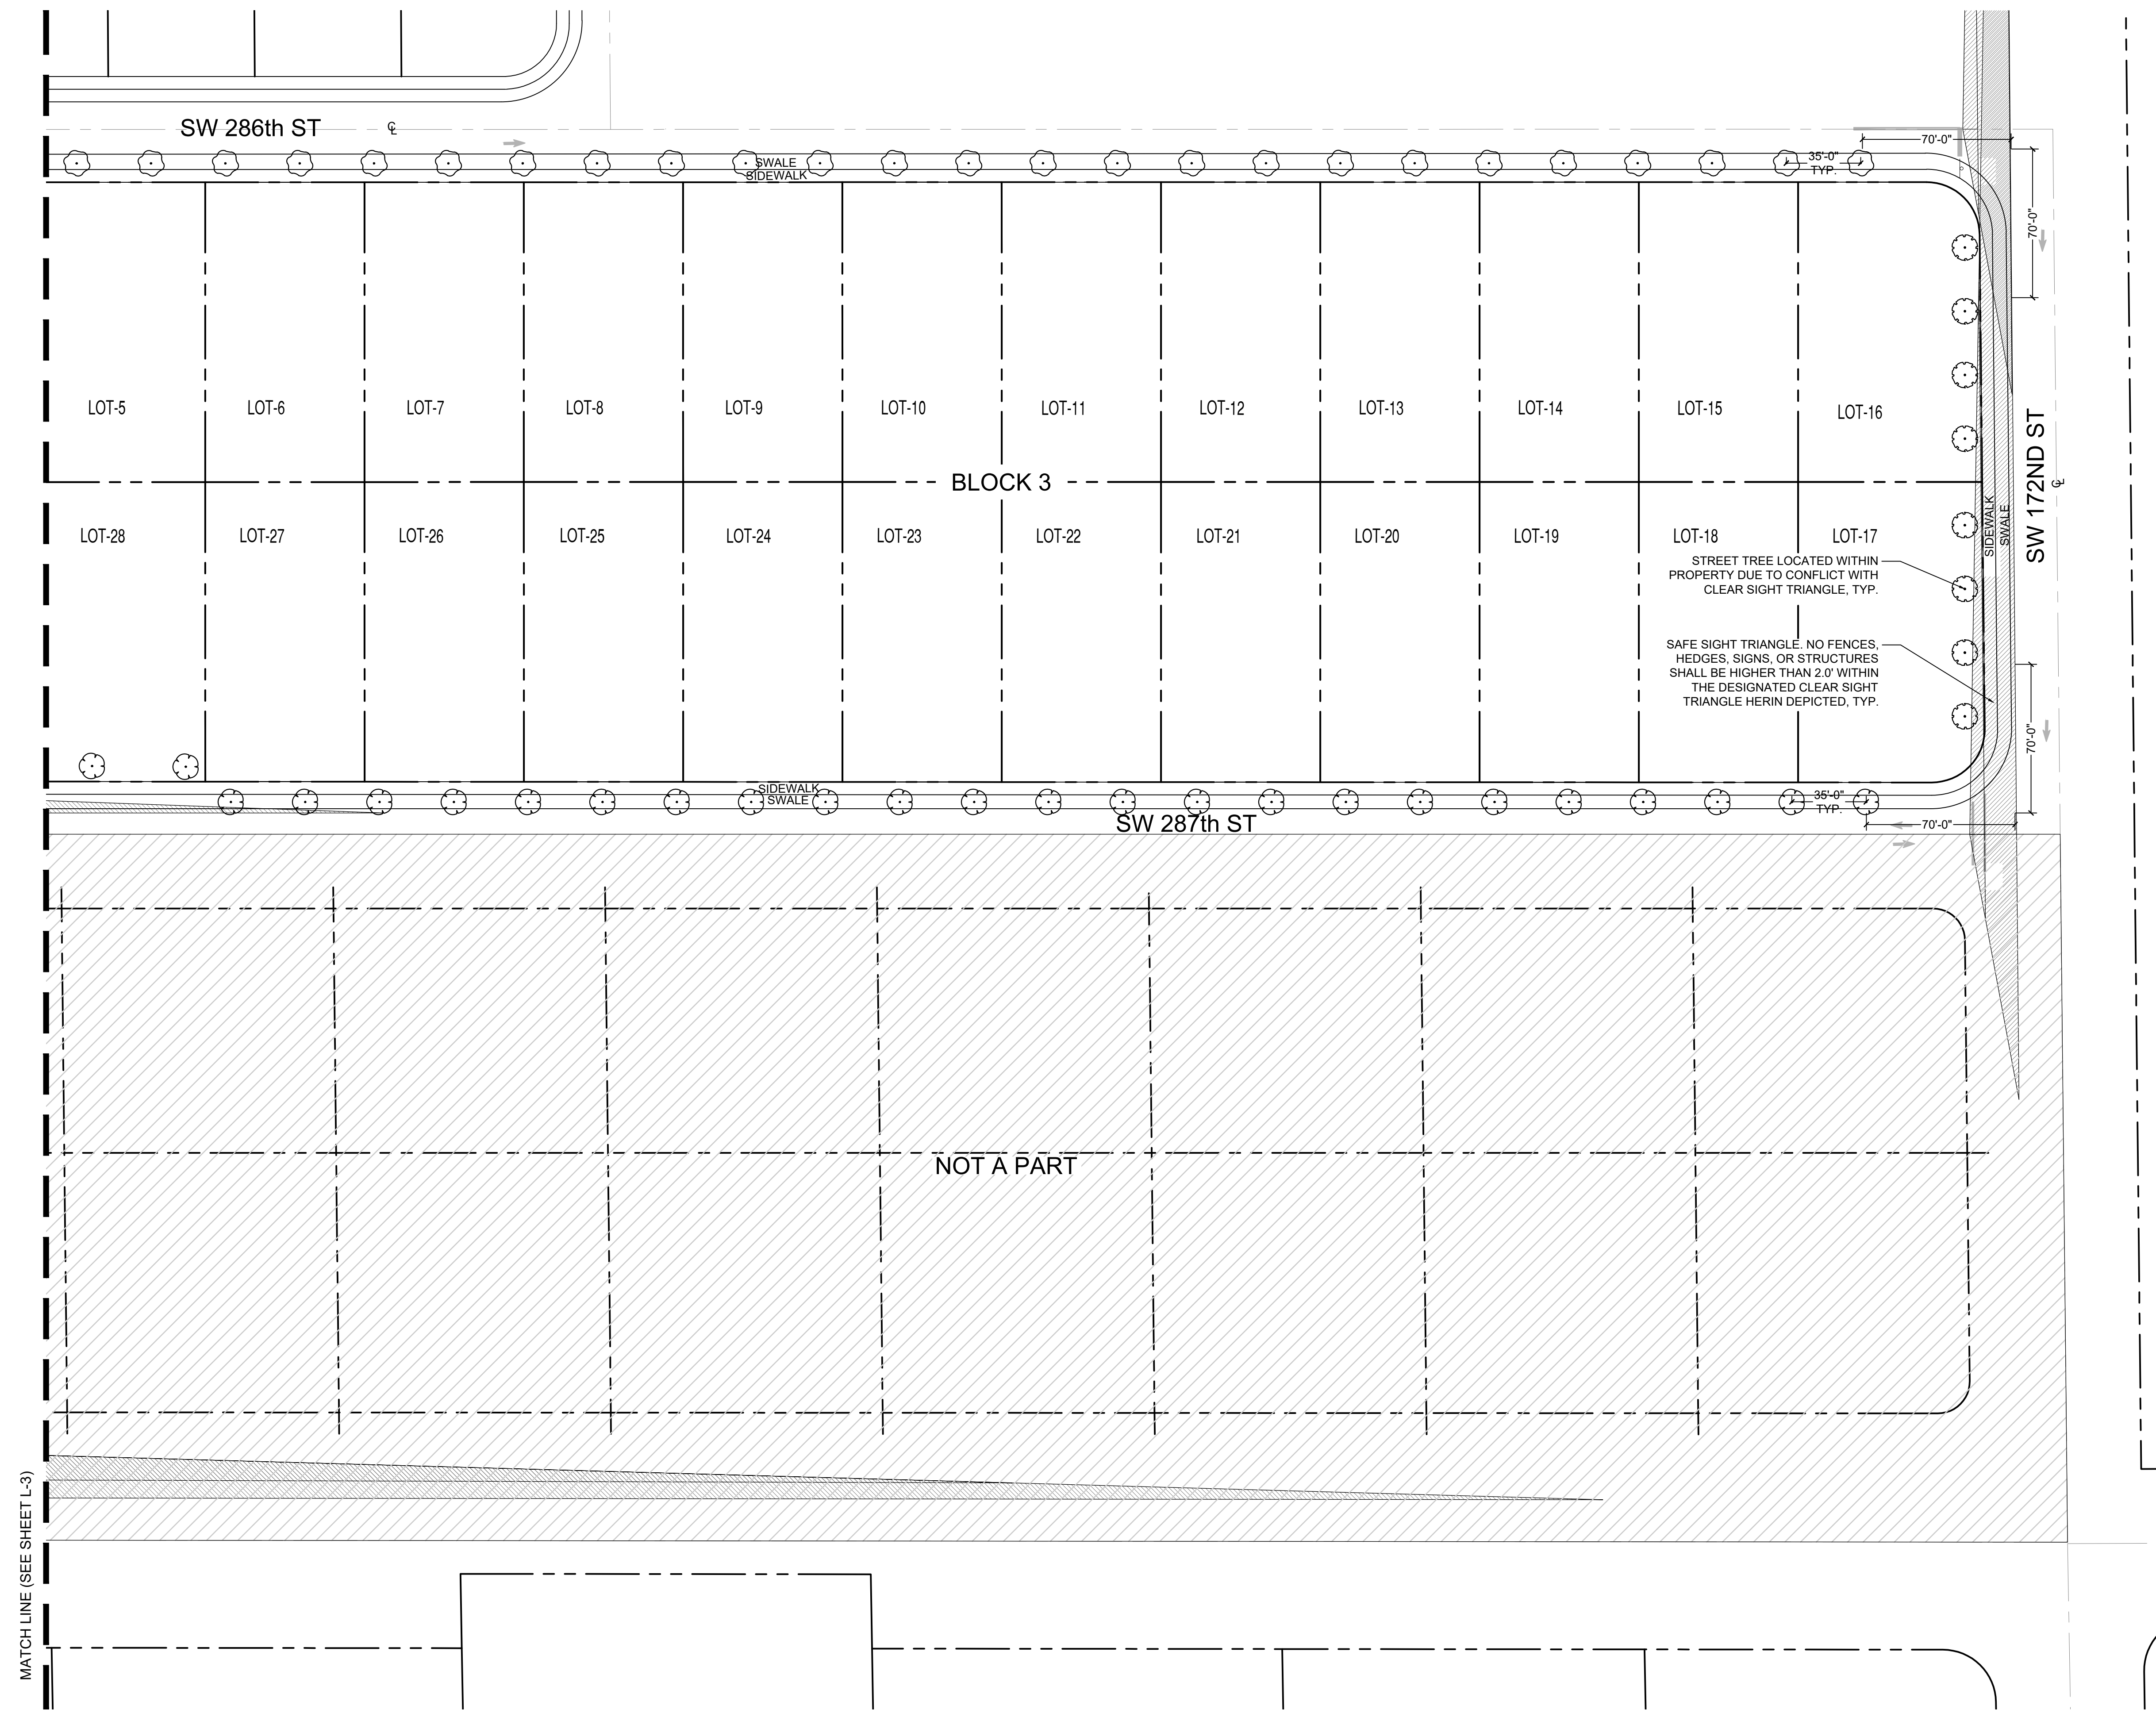 SW 286th ST
℄
SWALE
SIDEWALK
70'-0"
35'-0"
TYP.
70'-0"
LOT-5
LOT-6
LOT-7
LOT-8
LOT-9
LOT-10
LOT-11
LOT-12
LOT-13
LOT-14
LOT-15
LOT-16
SW 172ND ST
℄
BLOCK 3
SIDEWALK
SWALE
LOT-28
LOT-27
LOT-26
LOT-25
LOT-24
LOT-23
LOT-22
LOT-21
LOT-20
LOT-19
LOT-18
LOT-17
STREET TREE LOCATED WITHIN
PROPERTY DUE TO CONFLICT WITH
CLEAR SIGHT TRIANGLE, TYP.
SAFE SIGHT TRIANGLE. NO FENCES,
HEDGES, SIGNS, OR STRUCTURES
SHALL BE HIGHER THAN 2.0' WITHIN
THE DESIGNATED CLEAR SIGHT
TRIANGLE HERIN DEPICTED, TYP.
70'-0"
SIDEWALK
SWALE
35'-0"
TYP.
70'-0"
SW 287th ST
NOT A PART
MATCH LINE (SEE SHEET L-3)